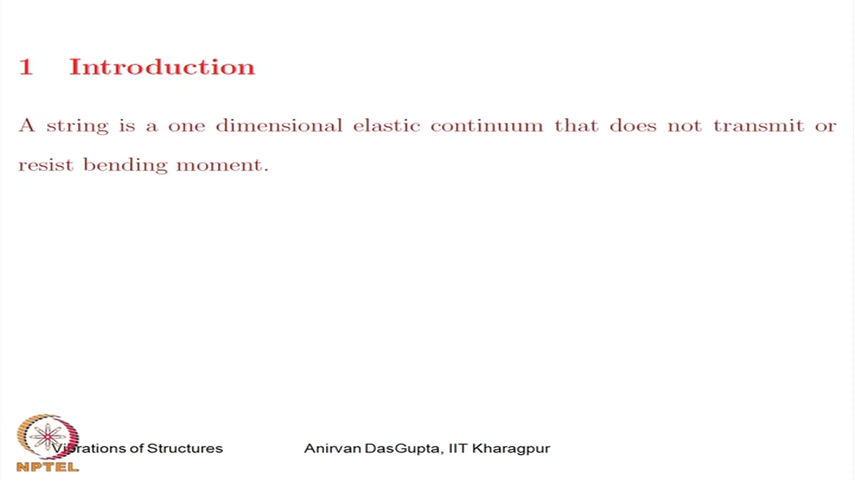 1 Introduction
A string is a one dimensional elastic continuum that does not transmit or
resist bending moment.
Vibrations of Structures
Anirvan DasGupta, IIT Kharagpur
NPTEL